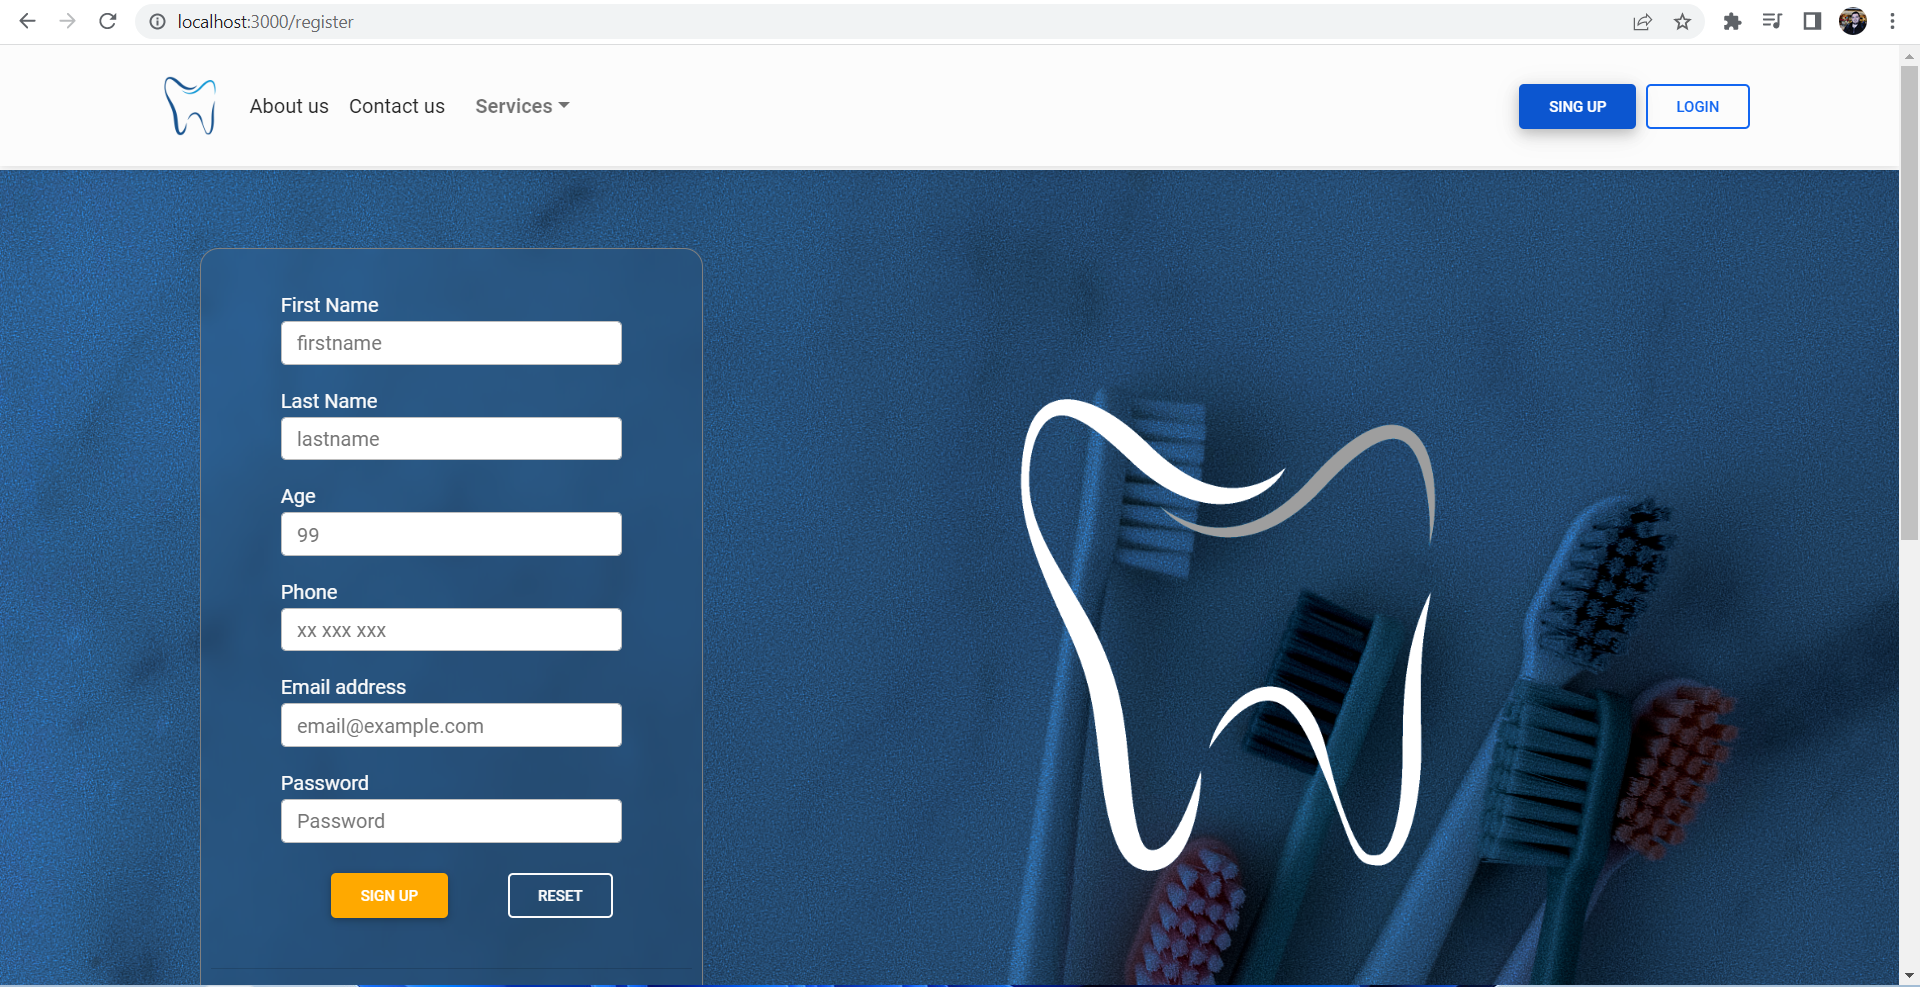 localhost:3000/register
About us Contact us Services SING UP LOGIN
First Name
firstname
Last Name
lastname
Age
99
Phone
xx xxx xxx
Email address
email@example.com
Password
Password
SIGN UP RESET